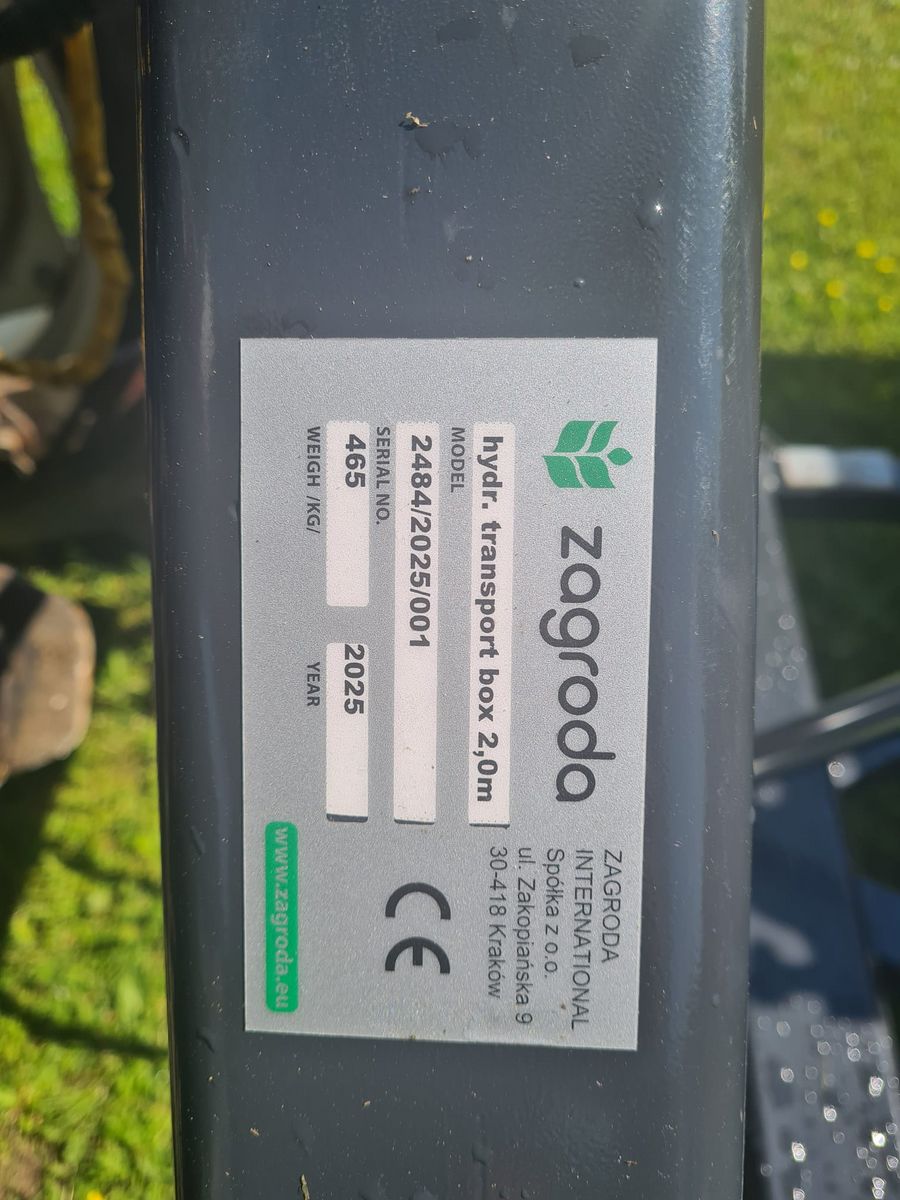 zagroda
ZAGRODA
INTERNATIONAL
Spółka z o.o.
ul. Zakopiańska 9
30-418 Kraków
hydr. transport box 2,0m
MODEL
2484/2025/001
SERIAL NO.
465
2025
WEIGH /KG/
YEAR
CE
www.zagroda.eu